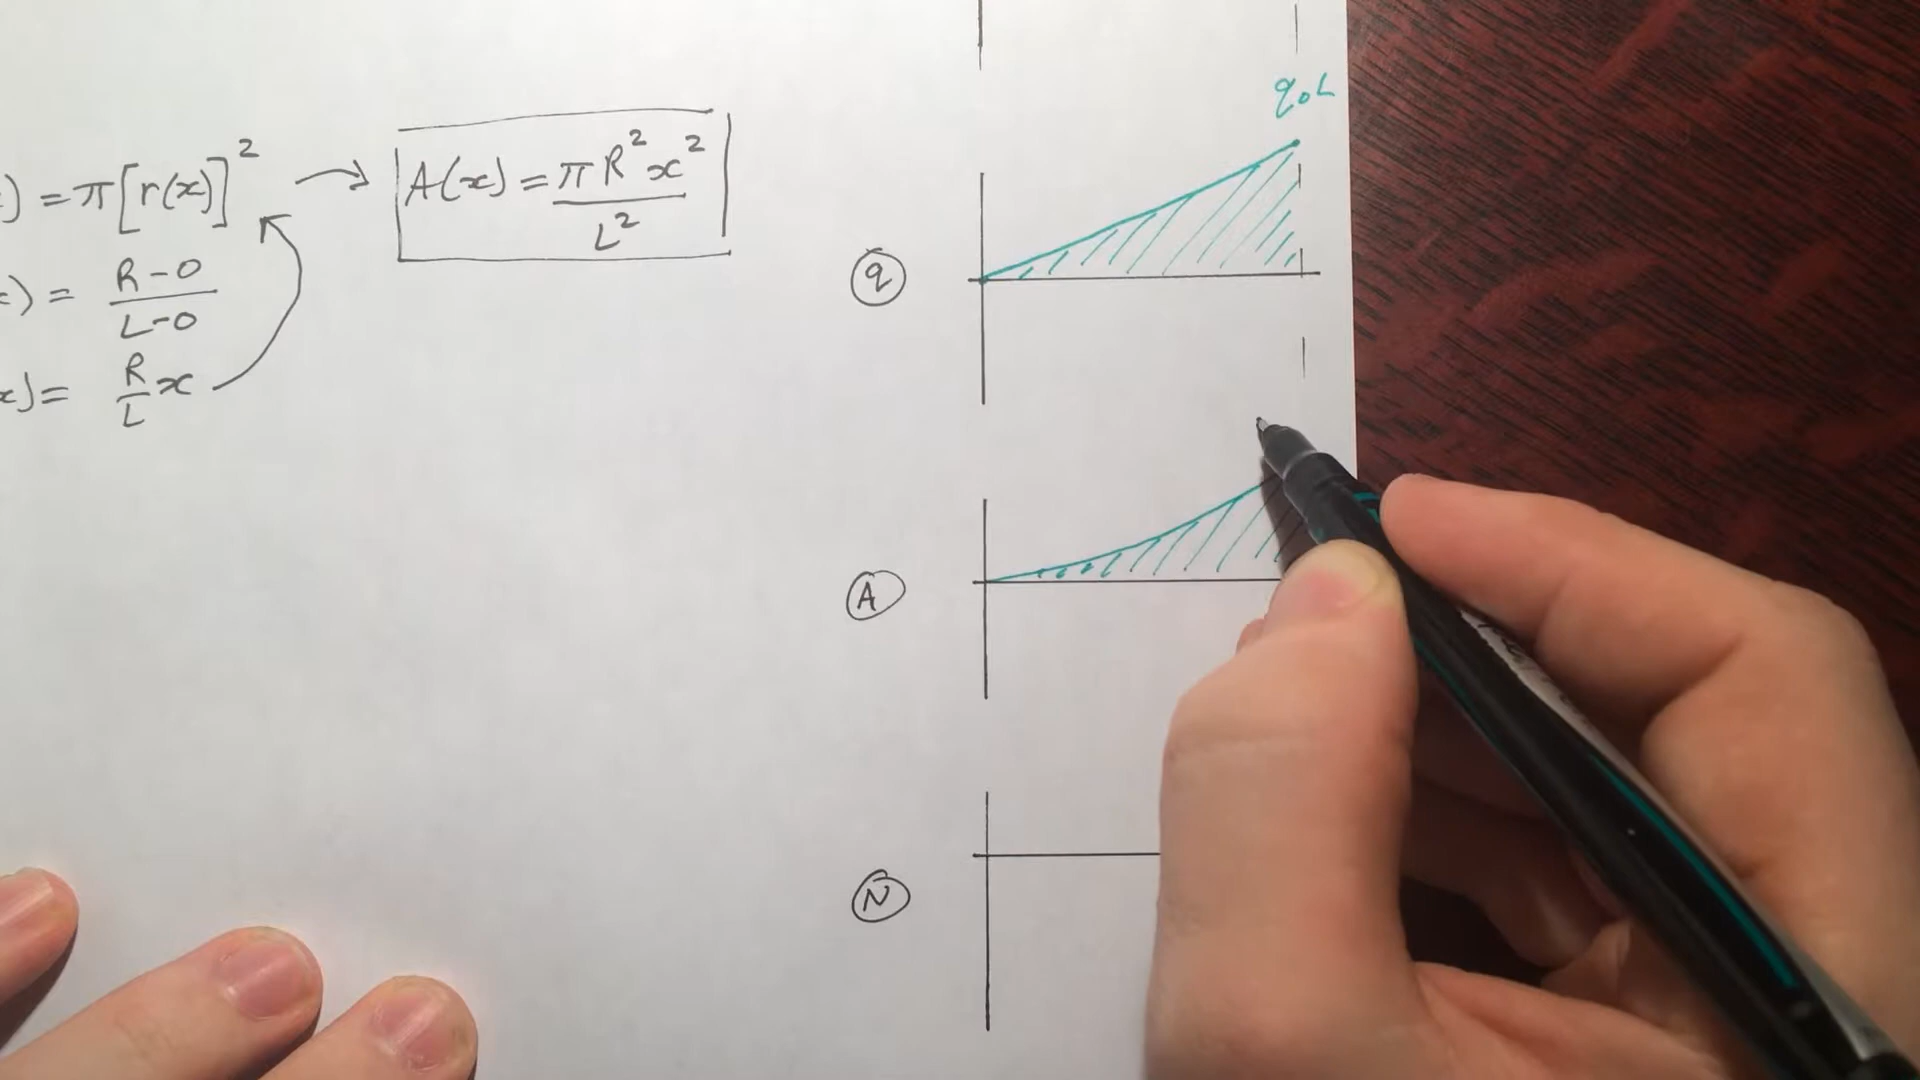 ) = π[r(x)]²
→ A(x) = πR²x² / L²
) = R-0 / L-0
x) = R/L x
q₀L
q
A
N